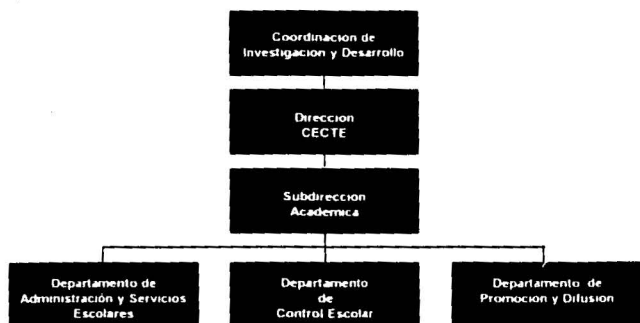 Coordinacion de
Investigacion y Desarrollo
Direccion
CECTE
Subdireccion
Academica
Departamento de
Administración y Servicios
Escolares
Departamento
de
Control Escolar
Departamento de
Promocion y Difusion